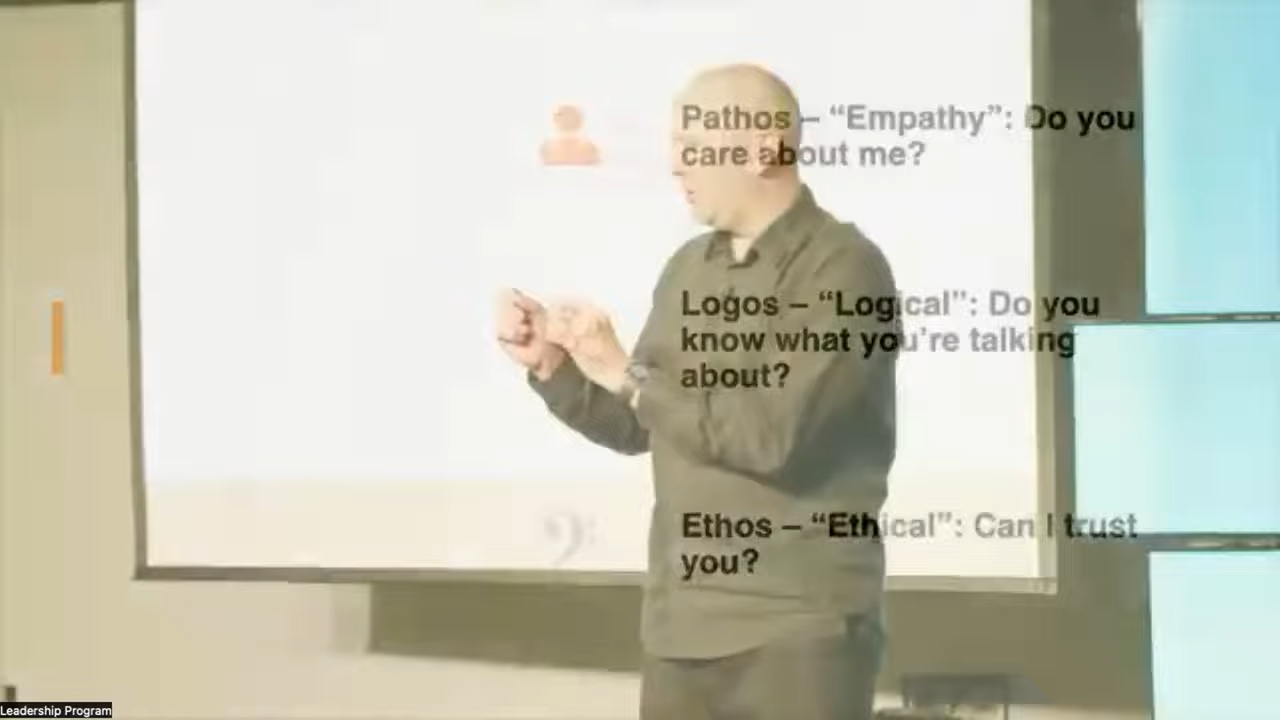 Pathos – “Empathy”: Do you
care about me?
Logos – “Logical”: Do you
know what you’re talking
about?
Ethos – “Ethical”: Can I trust
you?
Leadership Program